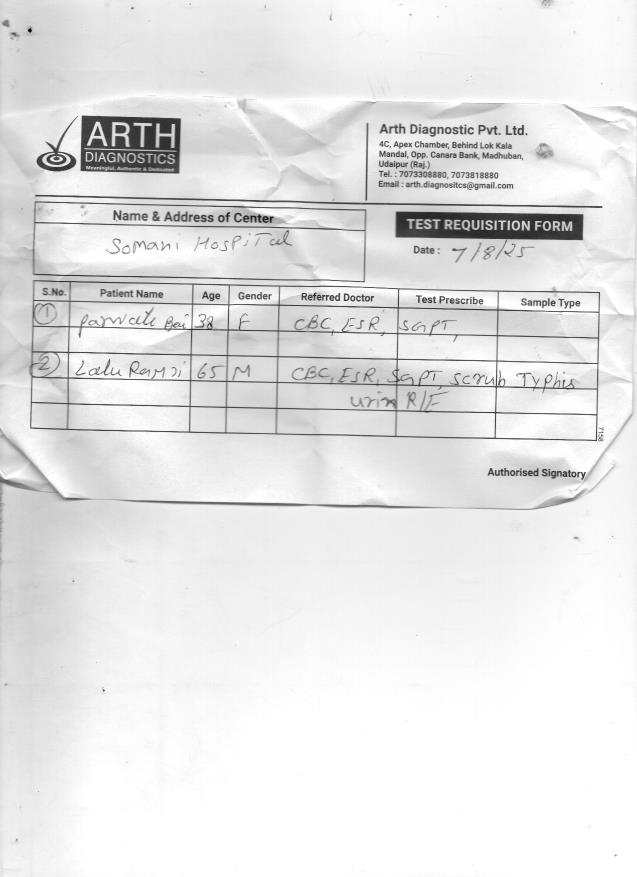 ARTH
DIAGNOSTICS
Meaningful, Authentic & Dedicated
Arth Diagnostic Pvt. Ltd.
4C, Apex Chamber, Behind Lok Kala
Mandal, Opp. Canara Bank, Madhuban,
Udaipur (Raj.)
Tel. : 7073308880, 7073818880
Email : arth.diagnositcs@gmail.com
Name & Address of Center
Somani Hospital
TEST REQUISITION FORM
Date : 7/8/25
S.No. Patient Name Age Gender Referred Doctor Test Prescribe Sample Type
1 Parwati Bai 38 F CBC, ESR, SGPT,
2 Lalu Ramji 65 M CBC, ESR, SGPT, Scrub Typhis
urin R/E
7158
Authorised Signatory